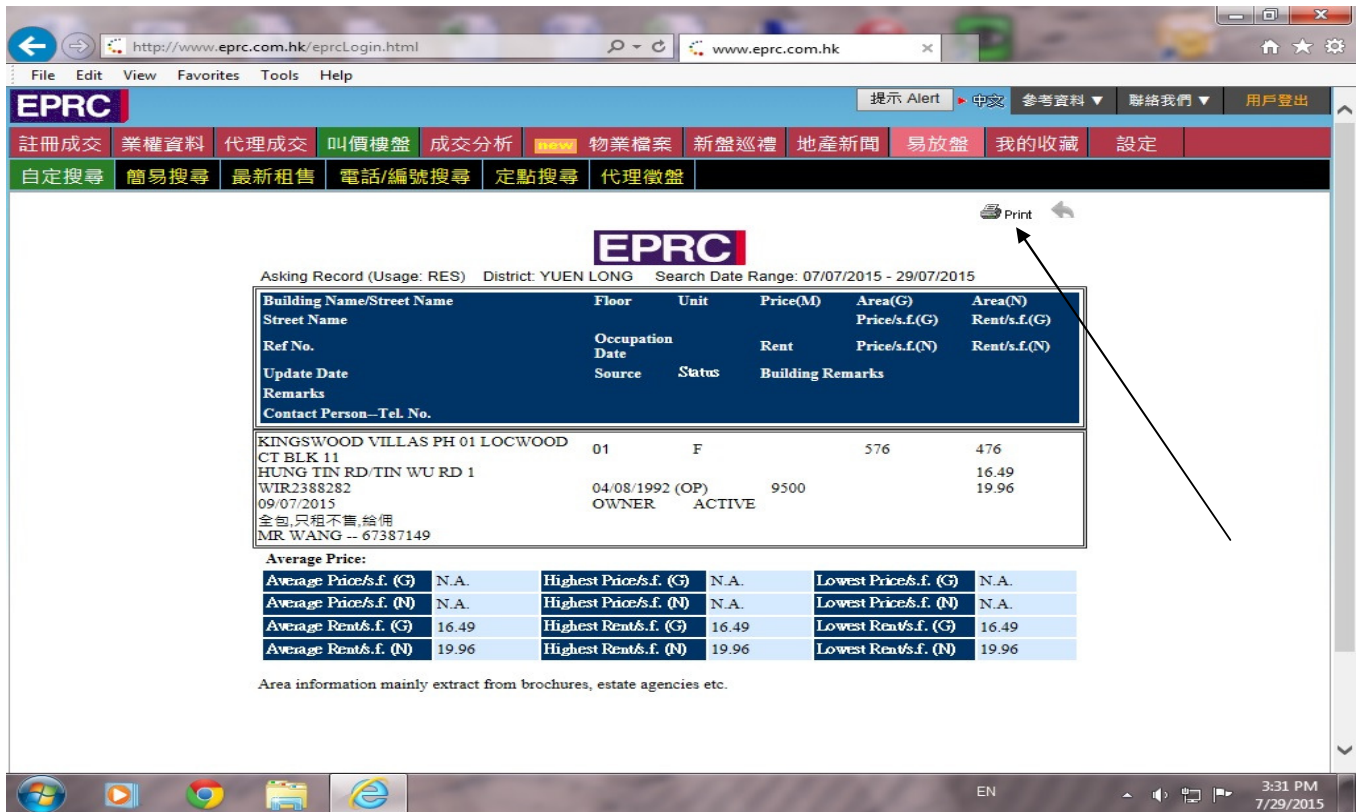 http://www.eprc.com.hk/eprcLogin.html www.eprc.com.hk
File Edit View Favorites Tools Help
EPRC 提示 Alert 中文 參考資料 ▼ 聯絡我們 ▼ 用戶登出
註冊成交 業權資料 代理成交 叫價樓盤 成交分析 new 物業檔案 新盤巡禮 地產新聞 易放盤 我的收藏 設定
自定搜尋 簡易搜尋 最新租售 電話/編號搜尋 定點搜尋 代理徵盤
Print
EPRC
Asking Record (Usage: RES) District: YUEN LONG Search Date Range: 07/07/2015 - 29/07/2015
Building Name/Street Name Floor Unit Price(M) Area(G) Area(N)
Street Name Price/s.f.(G) Rent/s.f.(G)
Ref No. Occupation Date Rent Price/s.f.(N) Rent/s.f.(N)
Update Date Source Status Building Remarks
Remarks
Contact Person--Tel. No.
KINGSWOOD VILLAS PH 01 LOCWOOD CT BLK 11 01 F 576 476
HUNG TIN RD/TIN WU RD 1 16.49
WIR2388282 04/08/1992 (OP) 9500 19.96
09/07/2015 OWNER ACTIVE
全包,只租不售,給佣
MR WANG -- 67387149
Average Price:
Average Price/s.f. (G) N.A. Highest Price/s.f. (G) N.A. Lowest Price/s.f. (G) N.A.
Average Price/s.f. (N) N.A. Highest Price/s.f. (N) N.A. Lowest Price/s.f. (N) N.A.
Average Rent/s.f. (G) 16.49 Highest Rent/s.f. (G) 16.49 Lowest Rent/s.f. (G) 16.49
Average Rent/s.f. (N) 19.96 Highest Rent/s.f. (N) 19.96 Lowest Rent/s.f. (N) 19.96
Area information mainly extract from brochures, estate agencies etc.
EN 3:31 PM
7/29/2015